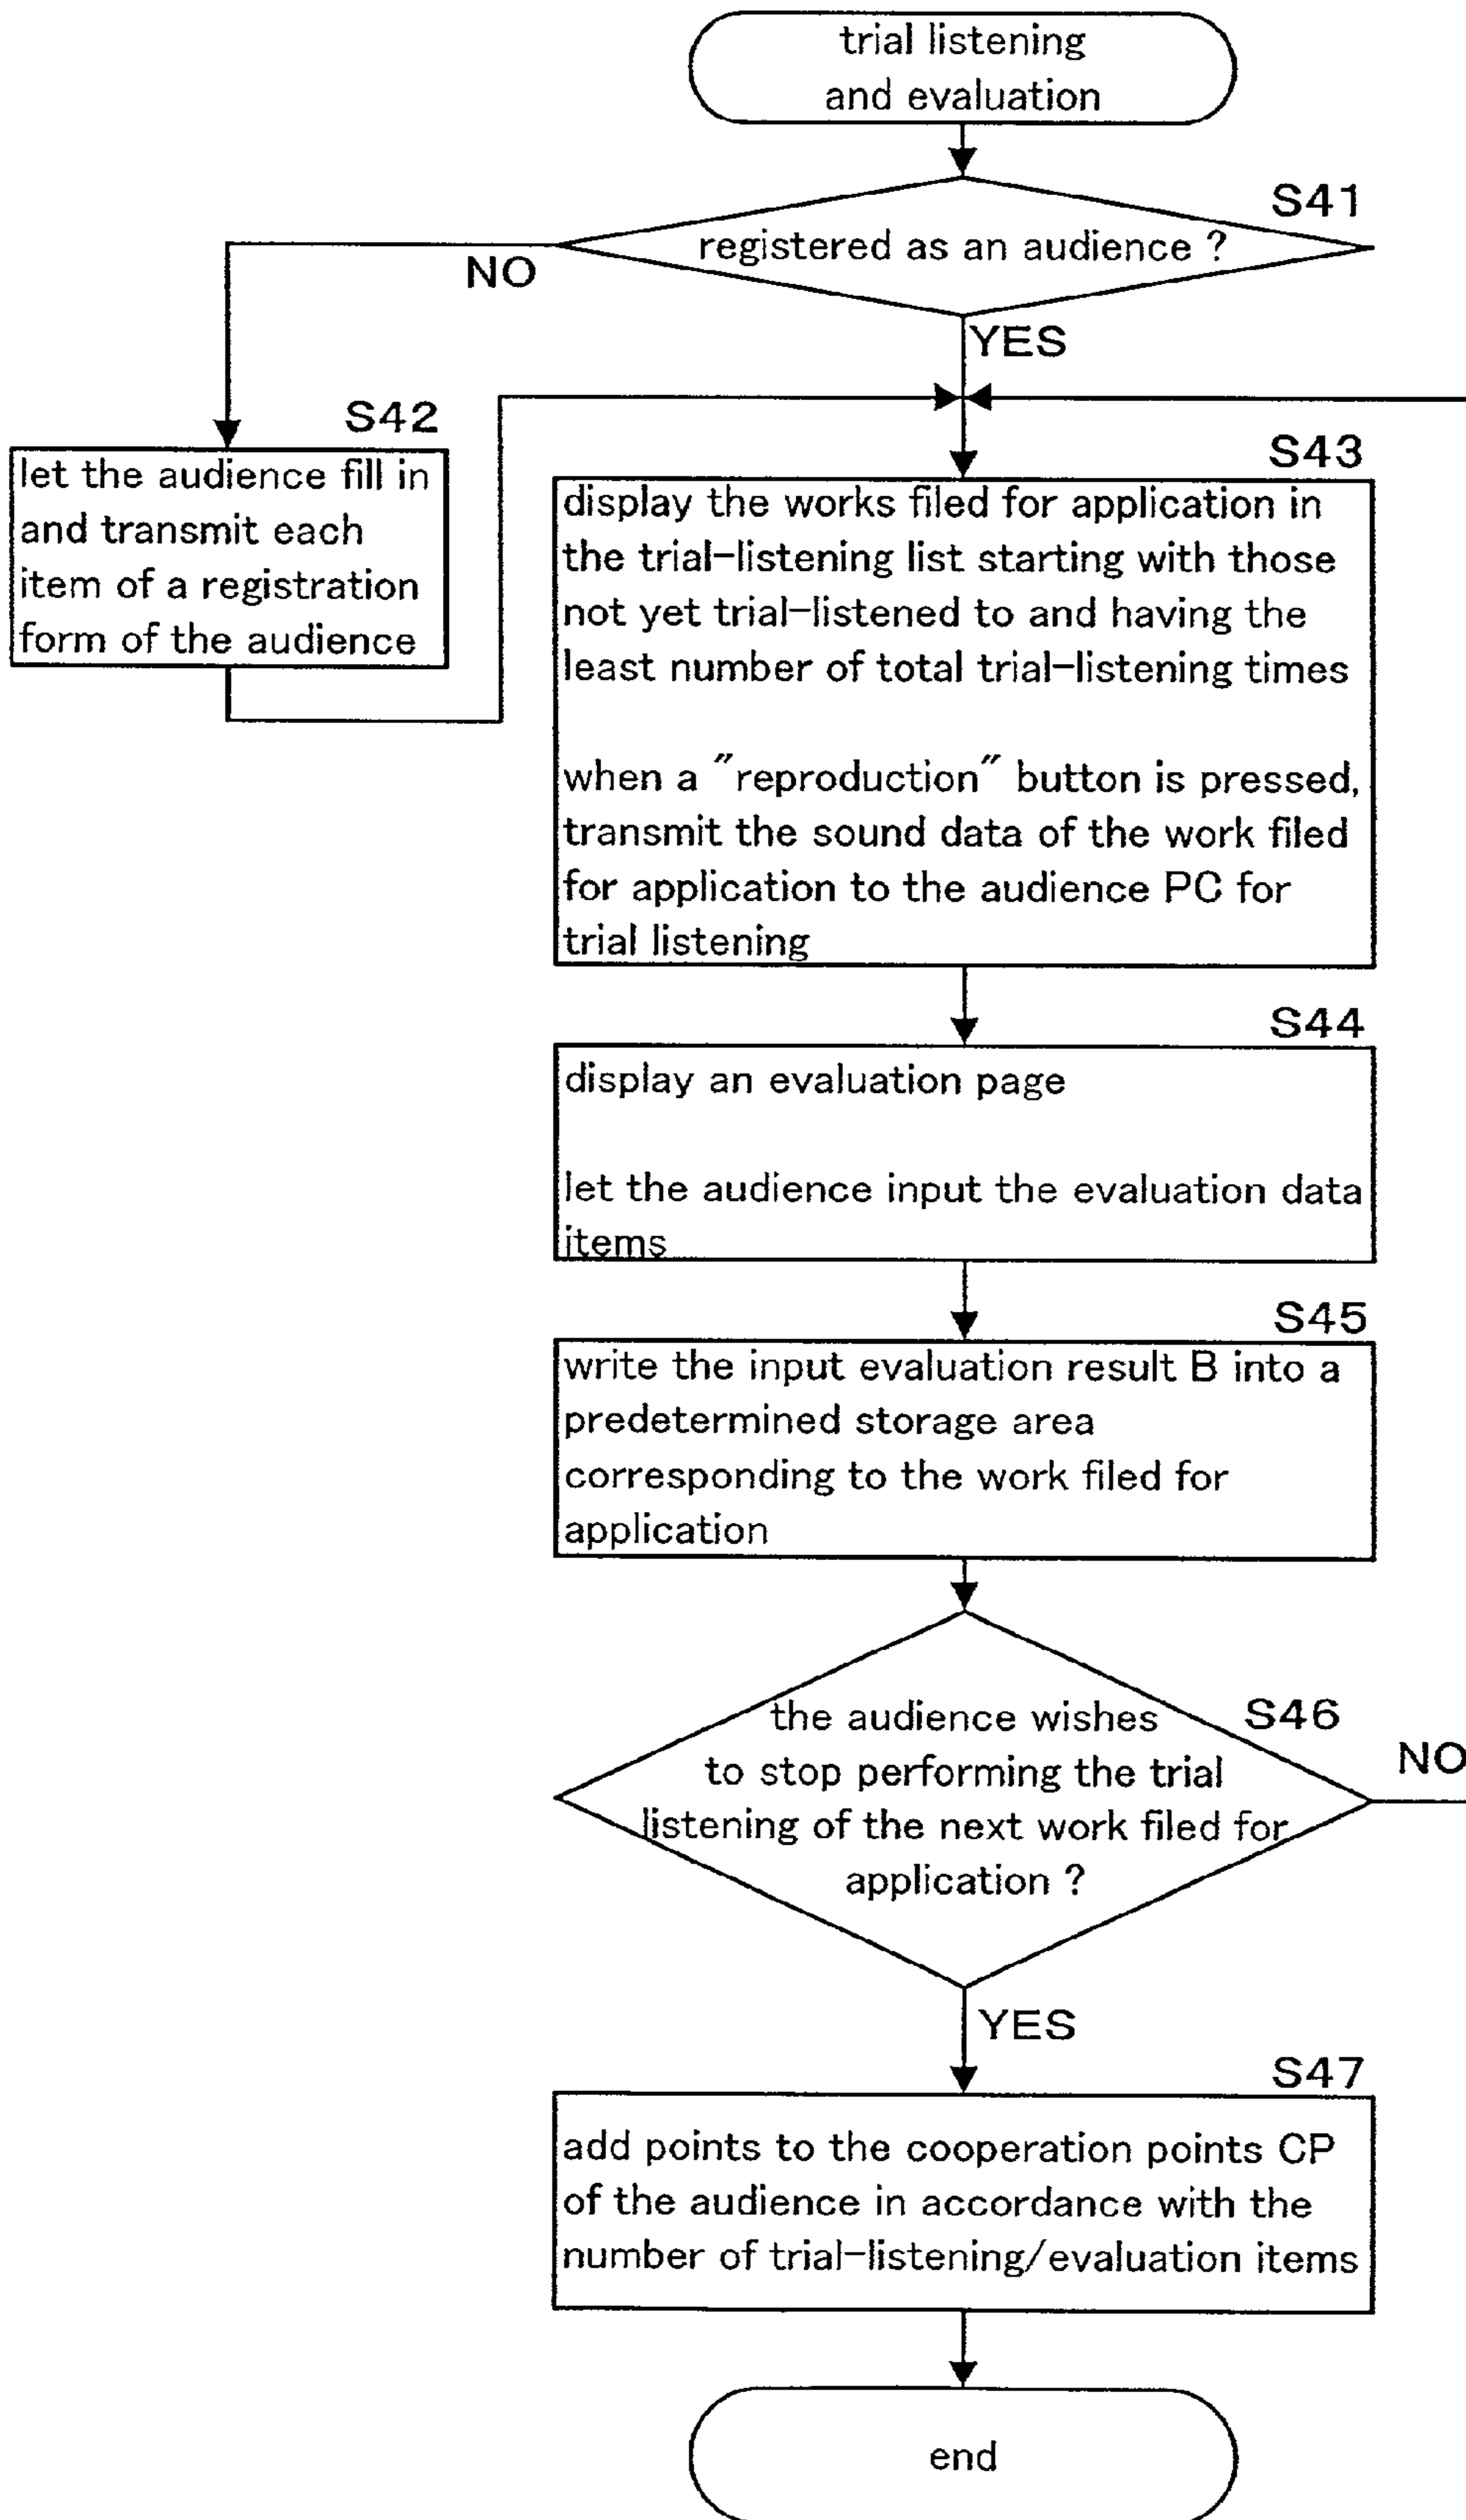 trial listening
and evaluation
S41
registered as an audience ?
NO
YES
S42
let the audience fill in
and transmit each
item of a registration
form of the audience
S43
display the works filed for application in
the trial-listening list starting with those
not yet trial-listened to and having the
least number of total trial-listening times
when a "reproduction" button is pressed,
transmit the sound data of the work filed
for application to the audience PC for
trial listening
S44
display an evaluation page
let the audience input the evaluation data
items
S45
write the input evaluation result B into a
predetermined storage area
corresponding to the work filed for
application
S46
the audience wishes
to stop performing the trial
listening of the next work filed for
application ?
NO
YES
S47
add points to the cooperation points CP
of the audience in accordance with the
number of trial-listening/evaluation items
end